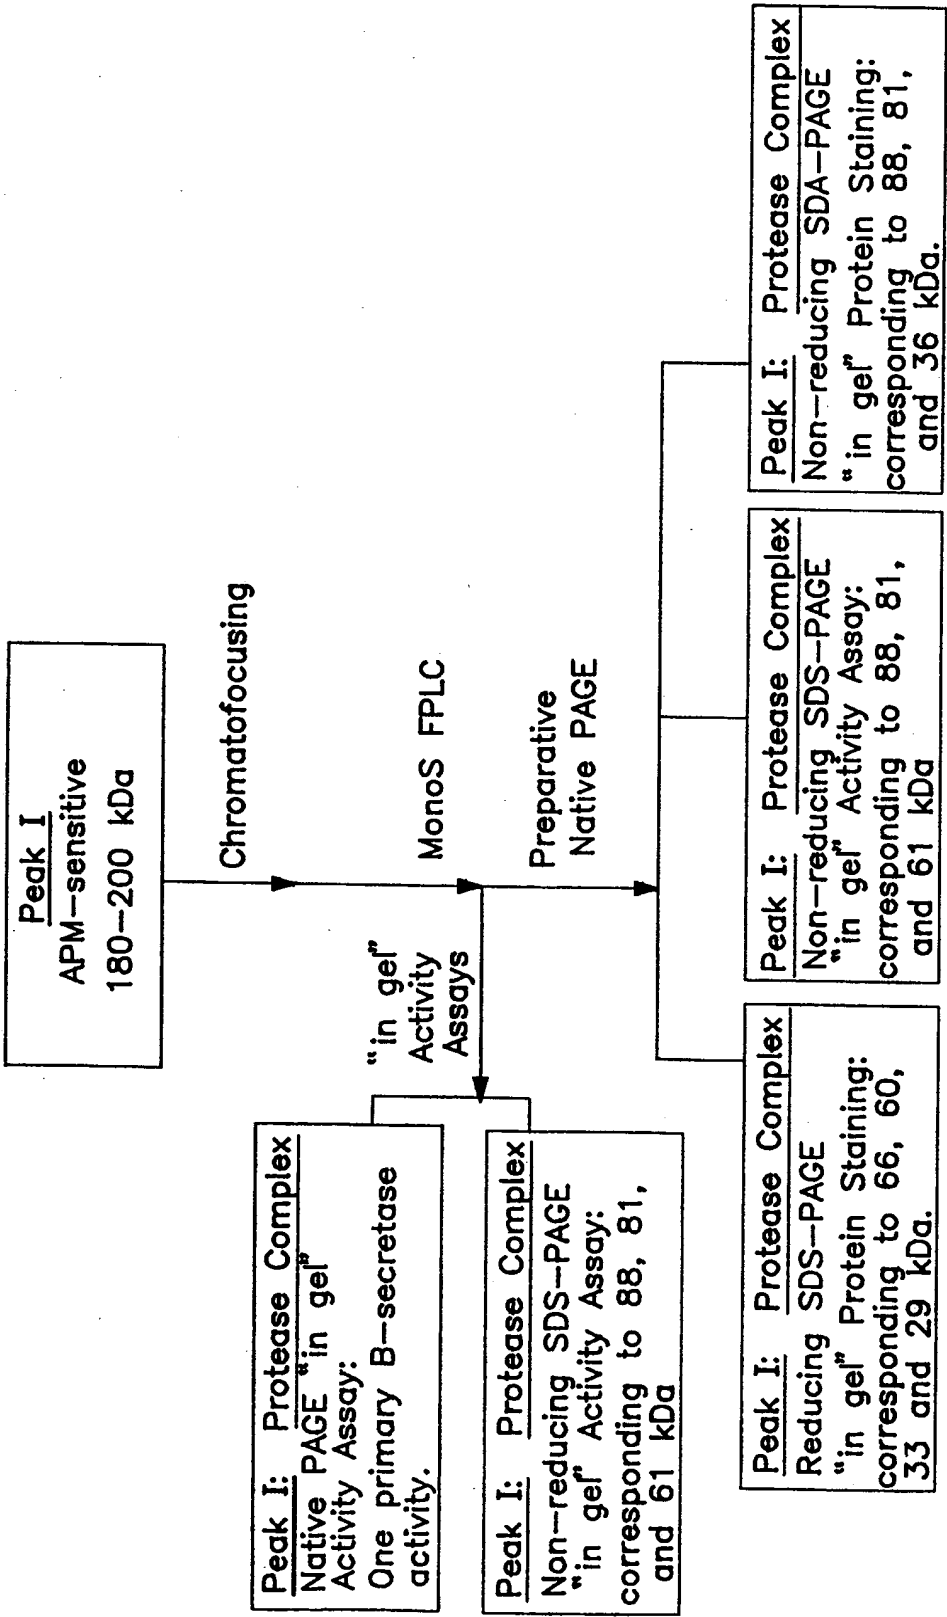 Peak I
APM-sensitive
180-200 kDa
Chromatofocusing
MonoS FPLC
"in gel"
Activity
Assays
Preparative
Native PAGE
Peak I: Protease Complex
Native PAGE "in gel"
Activity Assay:
One primary B-secretase
activity.
Peak I: Protease Complex
Non-reducing SDS-PAGE
"in gel" Activity Assay:
corresponding to 88, 81,
and 61 kDa
Peak I: Protease Complex
Reducing SDS-PAGE
"in gel" Protein Staining:
corresponding to 66, 60,
33 and 29 kDa.
Peak I: Protease Complex
Non-reducing SDS-PAGE
"in gel" Activity Assay:
corresponding to 88, 81,
and 61 kDa
Peak I: Protease Complex
Non-reducing SDA-PAGE
"in gel" Protein Staining:
corresponding to 88, 81,
and 36 kDa.